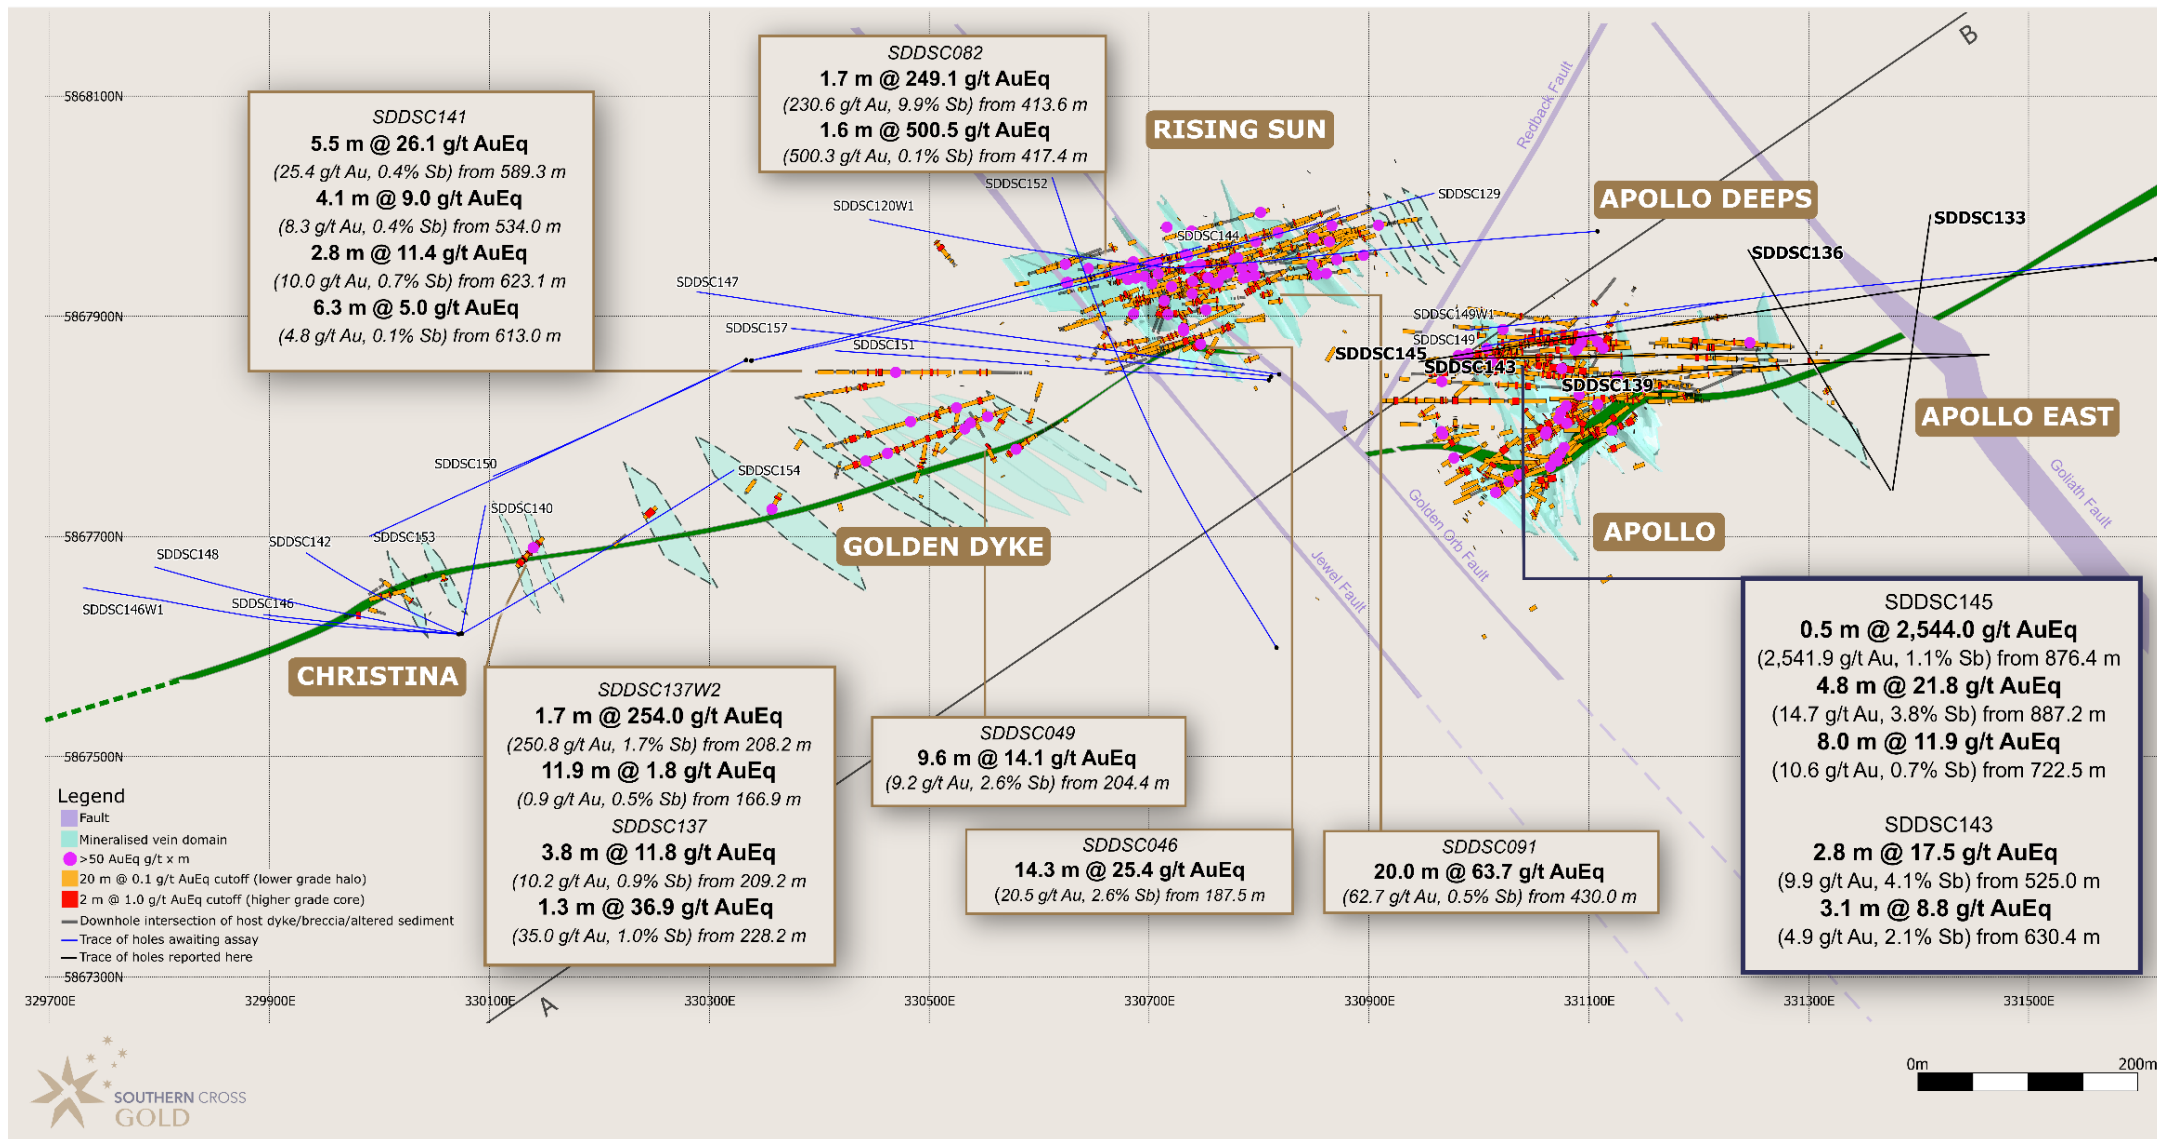 SDDSC082
1.7 m @ 249.1 g/t AuEq
(230.6 g/t Au, 9.9% Sb) from 413.6 m
1.6 m @ 500.5 g/t AuEq
(500.3 g/t Au, 0.1% Sb) from 417.4 m
B
SDDSC141
5.5 m @ 26.1 g/t AuEq
(25.4 g/t Au, 0.4% Sb) from 589.3 m
4.1 m @ 9.0 g/t AuEq
(8.3 g/t Au, 0.4% Sb) from 534.0 m
2.8 m @ 11.4 g/t AuEq
(10.0 g/t Au, 0.7% Sb) from 623.1 m
6.3 m @ 5.0 g/t AuEq
(4.8 g/t Au, 0.1% Sb) from 613.0 m
5868100N
RISING SUN
Redback Fault
SDDSC152
SDDSC120W1
SDDSC129
SDDSC144
APOLLO DEEPS
SDDSC133
SDDSC136
SDDSC147
5867900N
SDDSC157
SDDSC151
SDDSC149W1
SDDSC149
SDDSC145
SDDSC143
SDDSC139
APOLLO EAST
SDDSC150
SDDSC154
Goliath Fault
SDDSC140
Golden Orb Fault
5867700N
SDDSC153
SDDSC142
SDDSC148
GOLDEN DYKE
APOLLO
Jewel Fault
SDDSC146W1
SDDSC146
CHRISTINA
SDDSC137W2
1.7 m @ 254.0 g/t AuEq
(250.8 g/t Au, 1.7% Sb) from 208.2 m
11.9 m @ 1.8 g/t AuEq
(0.9 g/t Au, 0.5% Sb) from 166.9 m
SDDSC137
3.8 m @ 11.8 g/t AuEq
(10.2 g/t Au, 0.9% Sb) from 209.2 m
1.3 m @ 36.9 g/t AuEq
(35.0 g/t Au, 1.0% Sb) from 228.2 m
SDDSC049
9.6 m @ 14.1 g/t AuEq
(9.2 g/t Au, 2.6% Sb) from 204.4 m
SDDSC046
14.3 m @ 25.4 g/t AuEq
(20.5 g/t Au, 2.6% Sb) from 187.5 m
SDDSC091
20.0 m @ 63.7 g/t AuEq
(62.7 g/t Au, 0.5% Sb) from 430.0 m
SDDSC145
0.5 m @ 2,544.0 g/t AuEq
(2,541.9 g/t Au, 1.1% Sb) from 876.4 m
4.8 m @ 21.8 g/t AuEq
(14.7 g/t Au, 3.8% Sb) from 887.2 m
8.0 m @ 11.9 g/t AuEq
(10.6 g/t Au, 0.7% Sb) from 722.5 m
SDDSC143
2.8 m @ 17.5 g/t AuEq
(9.9 g/t Au, 4.1% Sb) from 525.0 m
3.1 m @ 8.8 g/t AuEq
(4.9 g/t Au, 2.1% Sb) from 630.4 m
5867500N
Legend
Fault
Mineralised vein domain
>50 AuEq g/t x m
20 m @ 0.1 g/t AuEq cutoff (lower grade halo)
2 m @ 1.0 g/t AuEq cutoff (higher grade core)
Downhole intersection of host dyke/breccia/altered sediment
Trace of holes awaiting assay
Trace of holes reported here
5867300N
329700E
329900E
330100E
A
330300E
330500E
330700E
330900E
331100E
331300E
331500E
SOUTHERN CROSS
GOLD
0m
200m